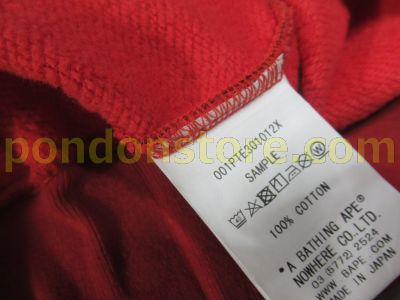 pondonstore.com
001PTE301012X
SAMPLE
100% COTTON
* A BATHING APE®
NOWHERE CO., LTD.
03 (5772) 2524
WWW. BAPE. COM
MADE IN JAPAN